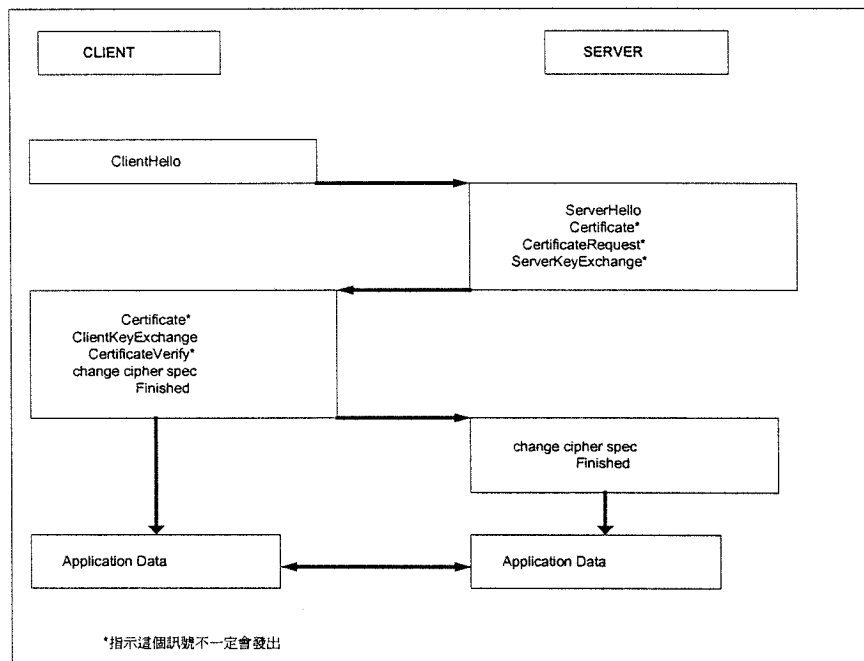 CLIENT
SERVER
ClientHello
ServerHello
Certificate*
CertificateRequest*
ServerKeyExchange*
Certificate*
ClientKeyExchange
CertificateVerify*
change cipher spec
Finished
change cipher spec
Finished
Application Data
Application Data
*指示這個訊號不一定會發出